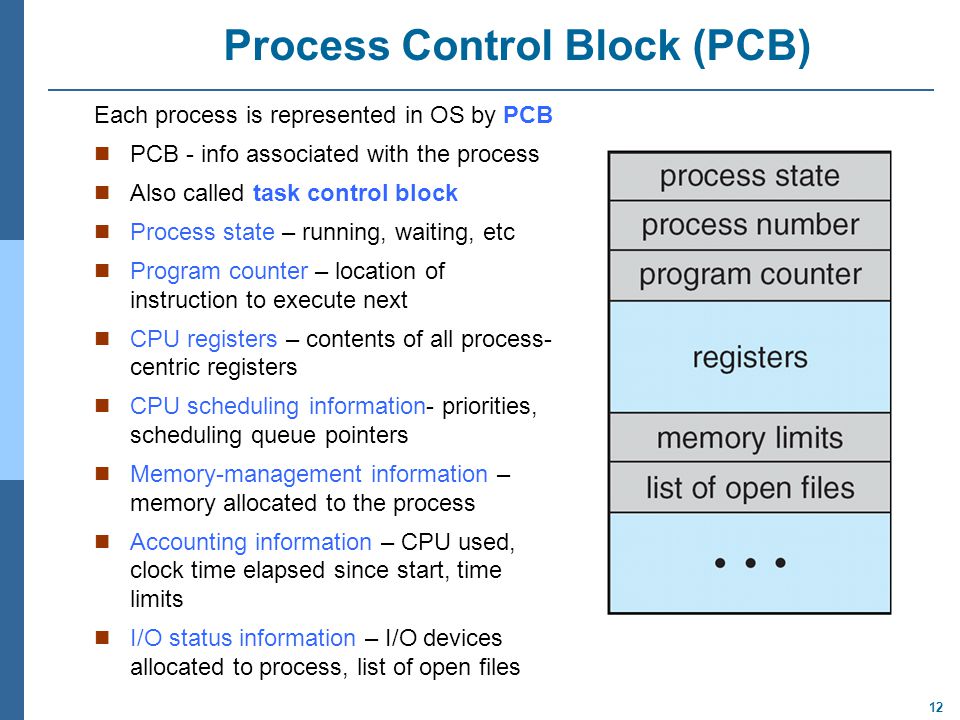 Process Control Block (PCB)
Each process is represented in OS by PCB
PCB - info associated with the process
Also called task control block
Process state – running, waiting, etc
Program counter – location of
instruction to execute next
CPU registers – contents of all process-
centric registers
CPU scheduling information- priorities,
scheduling queue pointers
Memory-management information –
memory allocated to the process
Accounting information – CPU used,
clock time elapsed since start, time
limits
I/O status information – I/O devices
allocated to process, list of open files
process state
process number
program counter
registers
memory limits
list of open files
• • •
12